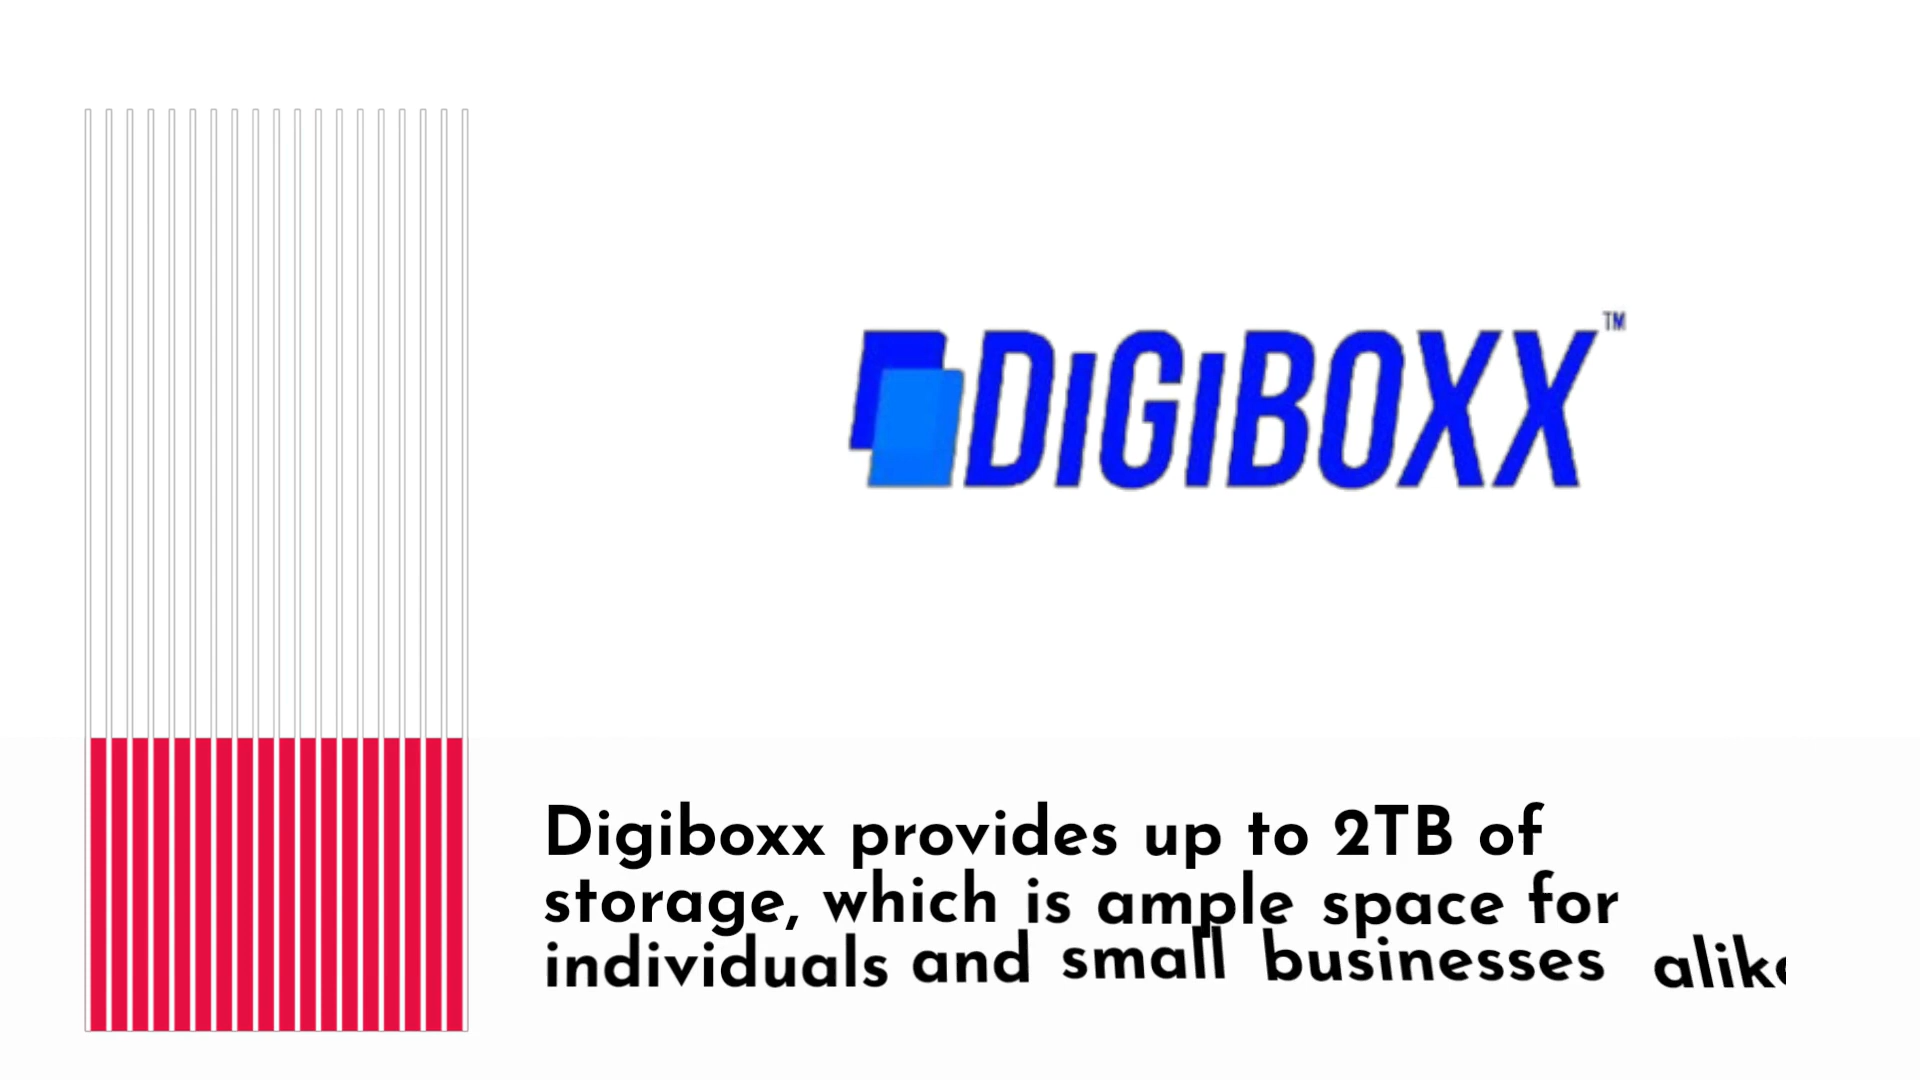 DiGiBOXX™
Digiboxx provides up to 2TB of
storage, which is ample space for
individuals and small businesses